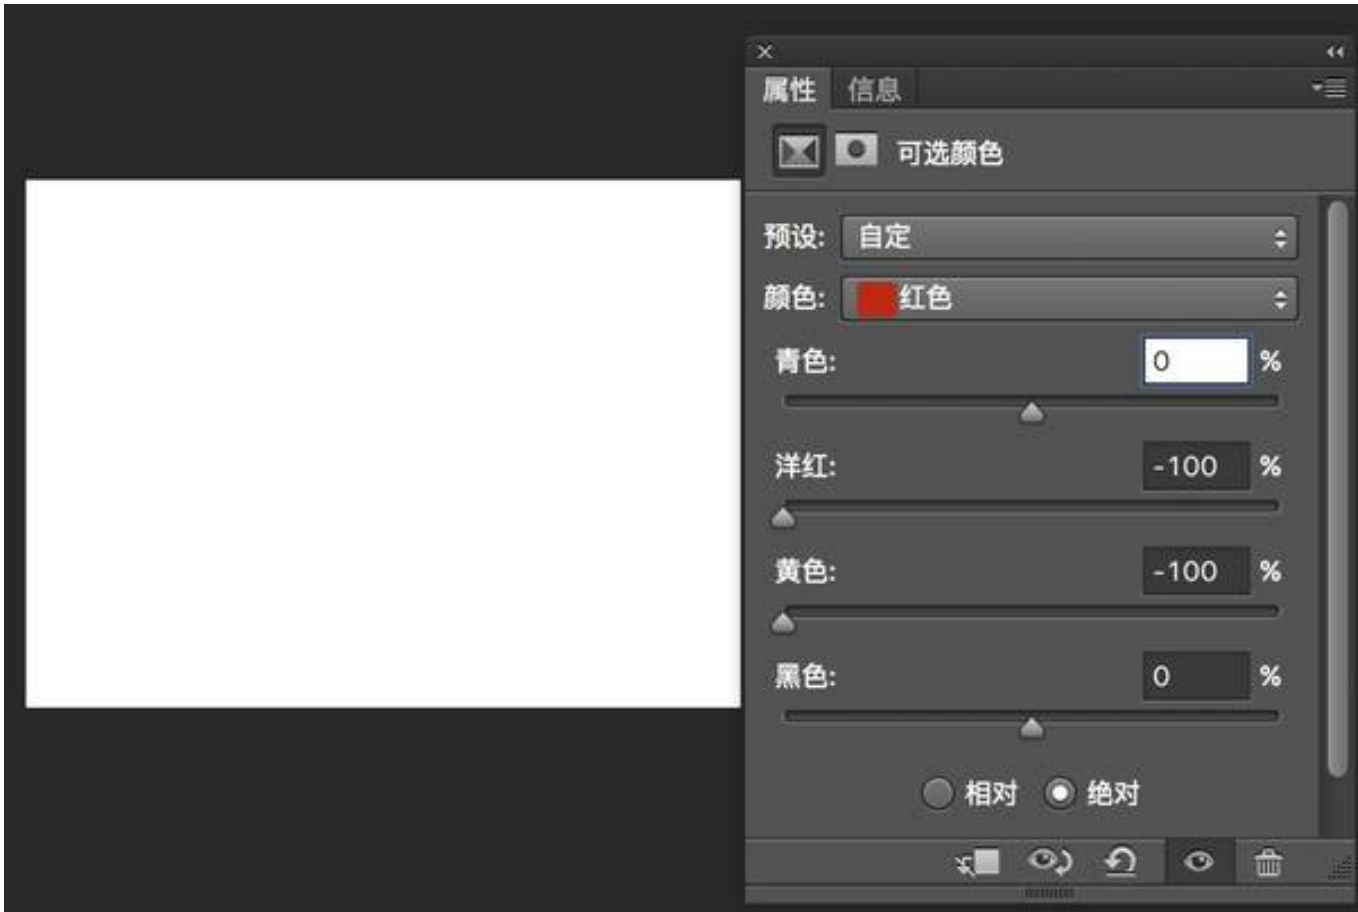 属性 信息
可选颜色
预设: 自定
颜色: 红色
青色: 0 %
洋红: -100 %
黄色: -100 %
黑色: 0 %
相对 绝对